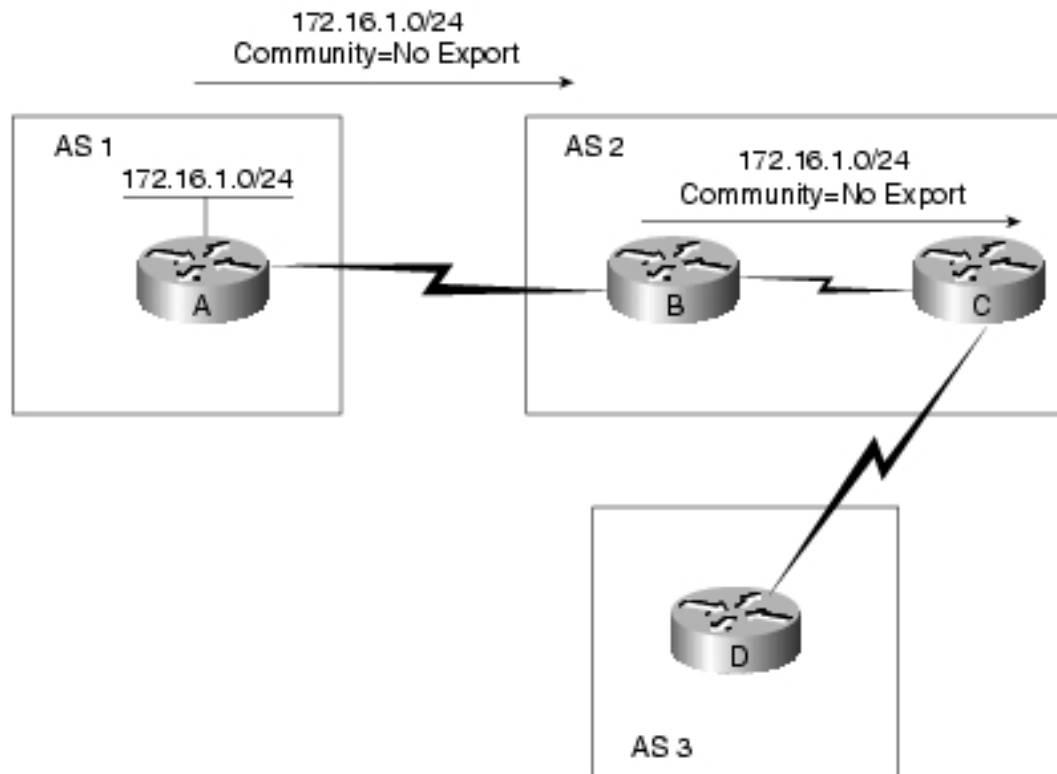 172.16.1.0/24
Community=No Export
AS 1
172.16.1.0/24
A
AS 2
172.16.1.0/24
Community=No Export
B
C
D
AS 3